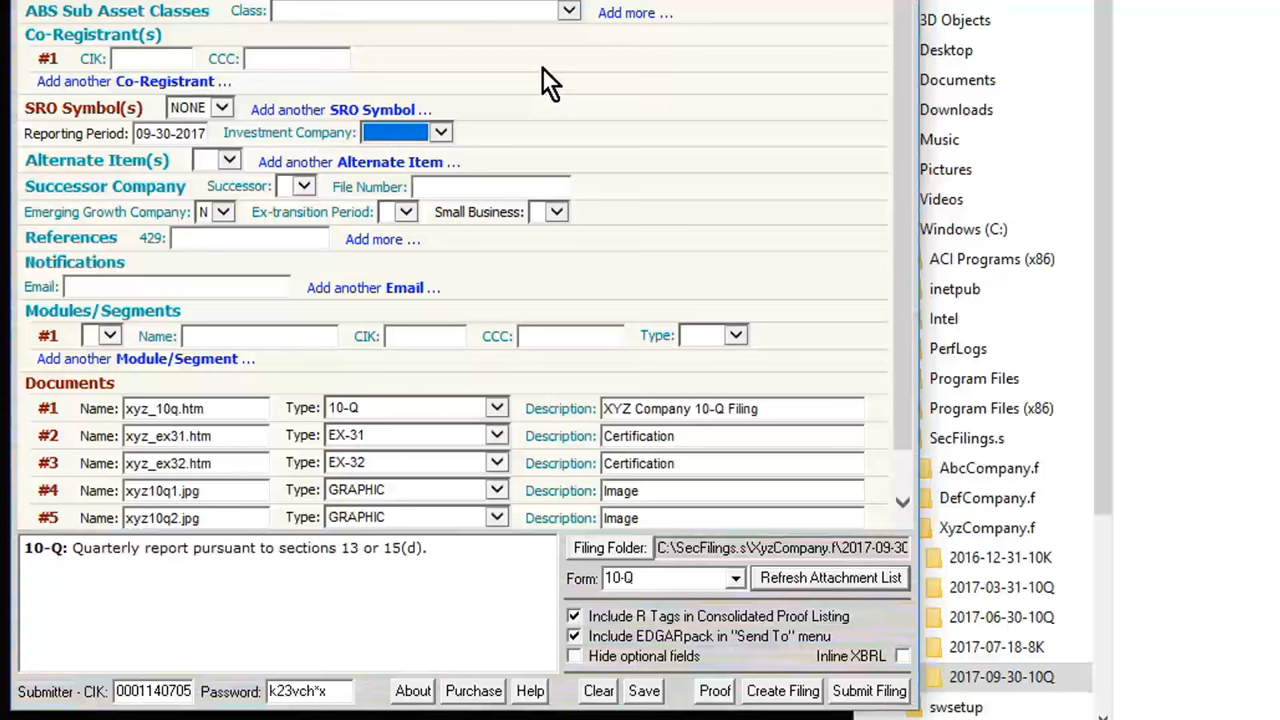 ABS Sub Asset Classes Class: Add more ...
Co-Registrant(s)
#1 CIK: CCC:
Add another Co-Registrant ...
SRO Symbol(s) NONE Add another SRO Symbol ...
Reporting Period: 09-30-2017 Investment Company:
Alternate Item(s) Add another Alternate Item ...
Successor Company Successor: File Number:
Emerging Growth Company: N Ex-transition Period: Small Business:
References 429: Add more ...
Notifications
Email: Add another Email ...
Modules/Segments
#1 Name: CIK: CCC: Type:
Add another Module/Segment ...
Documents
#1 Name: xyz_10q.htm Type: 10-Q Description: XYZ Company 10-Q Filing
#2 Name: xyz_ex31.htm Type: EX-31 Description: Certification
#3 Name: xyz_ex32.htm Type: EX-32 Description: Certification
#4 Name: xyz10q1.jpg Type: GRAPHIC Description: Image
#5 Name: xyz10q2.jpg Type: GRAPHIC Description: Image
10-Q: Quarterly report pursuant to sections 13 or 15(d).
Filing Folder: C:\SecFilings.s\XyzCompany.f\2017-09-30
Form: 10-Q Refresh Attachment List
Include R Tags in Consolidated Proof Listing
Include EDGARpack in "Send To" menu
Hide optional fields Inline XBRL
Submitter - CIK: 0001140705 Password: k23vch*x About Purchase Help Clear Save Proof Create Filing Submit Filing
3D Objects
Desktop
Documents
Downloads
Music
Pictures
Videos
Windows (C:)
ACI Programs (x86)
inetpub
Intel
PerfLogs
Program Files
Program Files (x86)
SecFilings.s
AbcCompany.f
DefCompany.f
XyzCompany.f
2016-12-31-10K
2017-03-31-10Q
2017-06-30-10Q
2017-07-18-8K
2017-09-30-10Q
swsetup